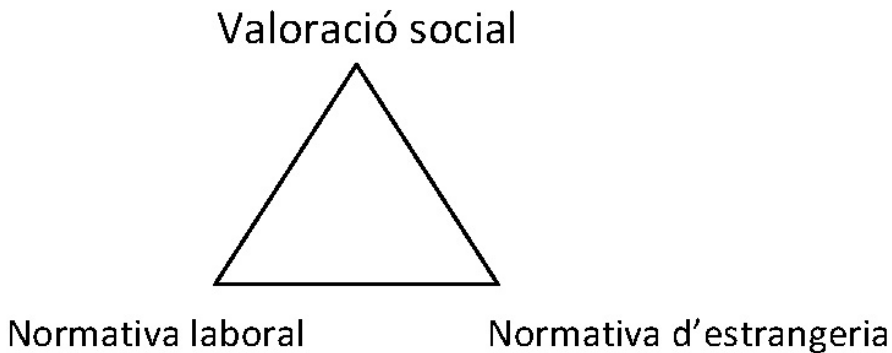 Valoració social
Normativa laboral
Normativa d’estrangeria